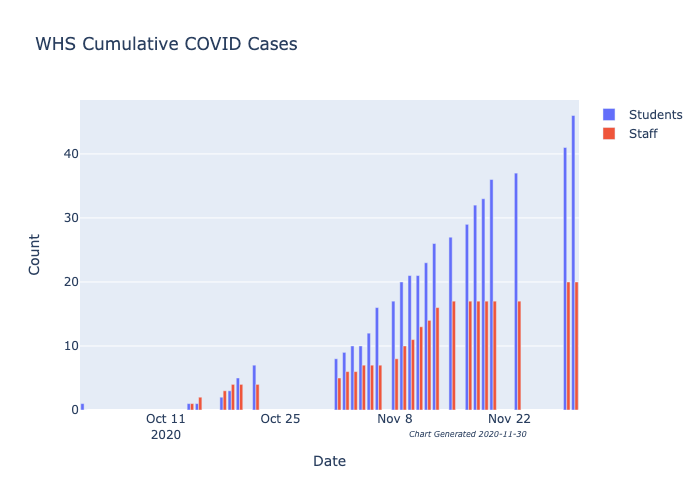 WHS Cumulative COVID Cases
Students
Staff
Count
40
30
20
10
0
Oct 11
2020
Oct 25
Nov 8
Nov 22
Chart Generated 2020-11-30
Date